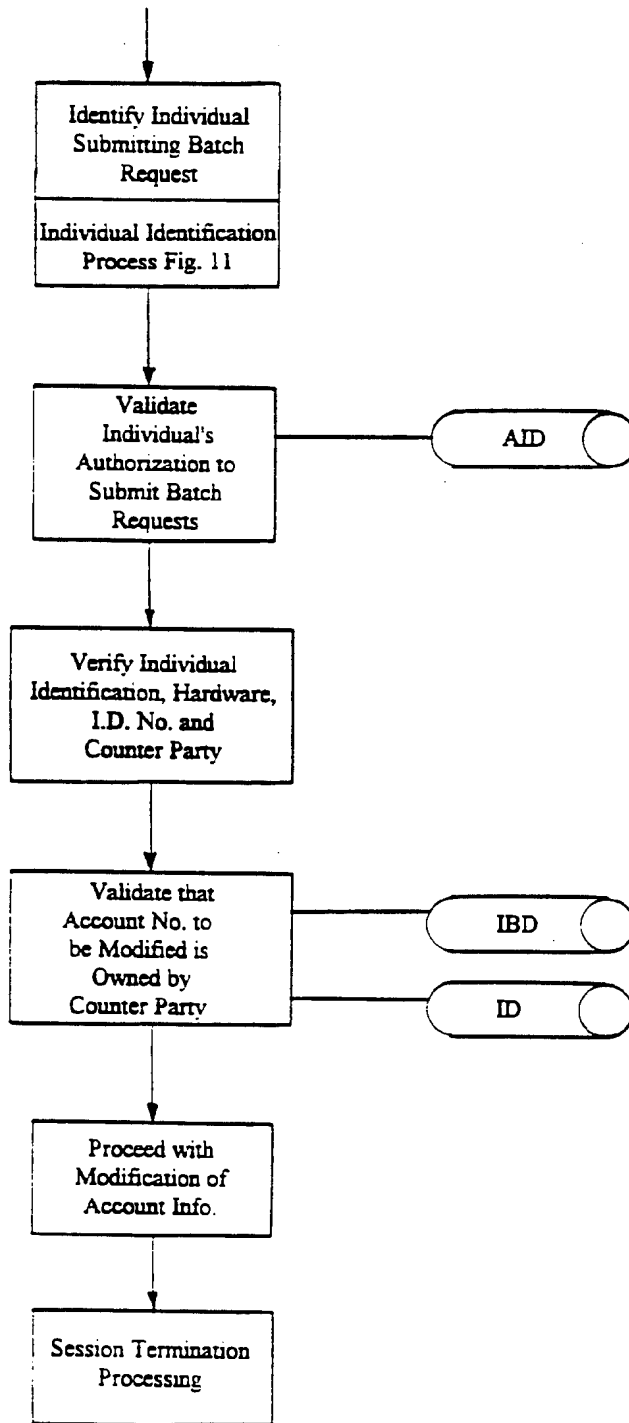 Identify Individual
Submitting Batch
Request
Individual Identification
Process Fig. 11
Validate
Individual's
Authorization to
Submit Batch
Requests
AID
Verify Individual
Identification, Hardware,
I.D. No. and
Counter Party
Validate that
Account No. to
be Modified is
Owned by
Counter Party
IBD
ID
Proceed with
Modification of
Account Info.
Session Termination
Processing